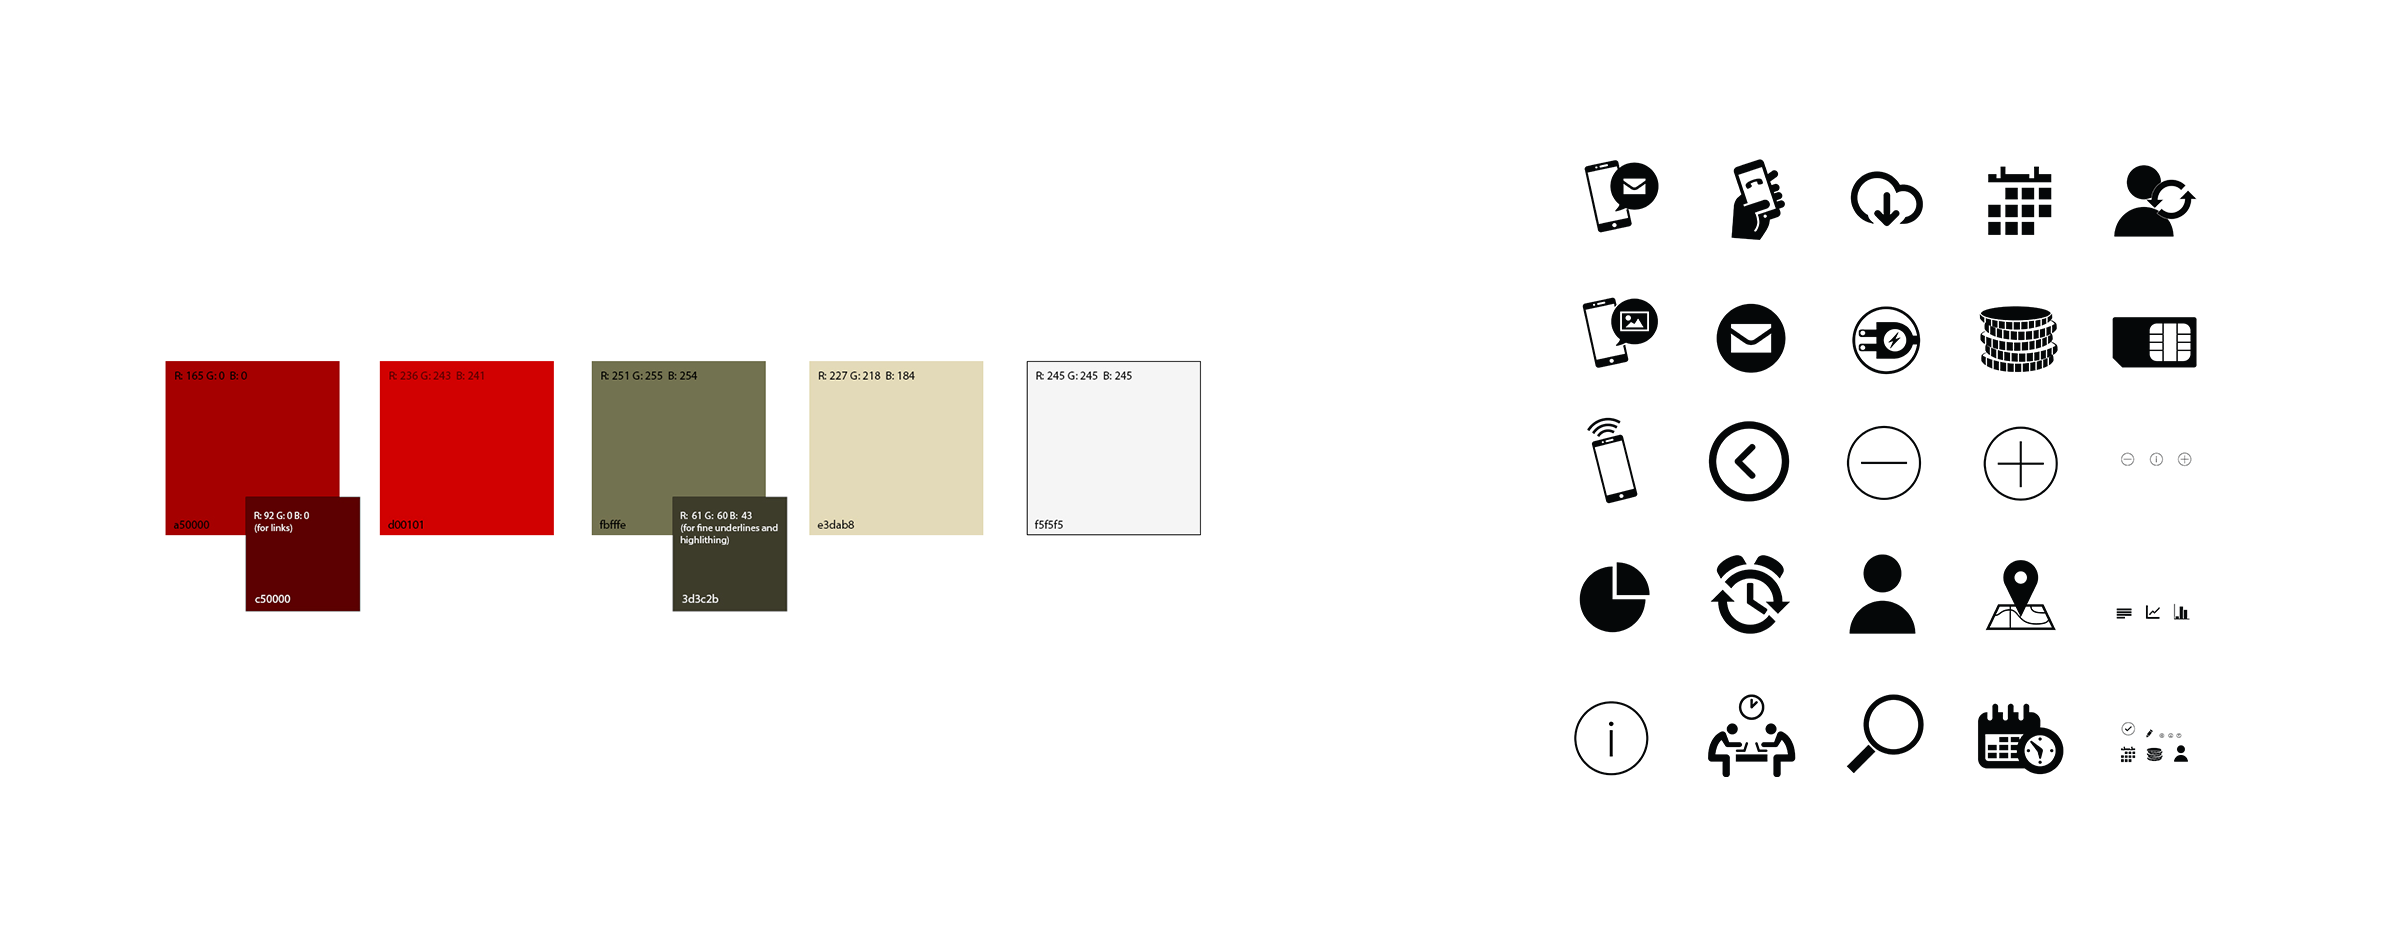 R: 165 G: 0 B: 0
a50000
R: 92 G: 0 B: 0
(for links)
c50000
R: 236 G: 243 B: 241
d00101
R: 251 G: 255 B: 254
fbfffe
R: 61 G: 60 B: 43
(for fine underlines and
highlithing)
3d3c2b
R: 227 G: 218 B: 184
e3dab8
R: 245 G: 245 B: 245
f5f5f5